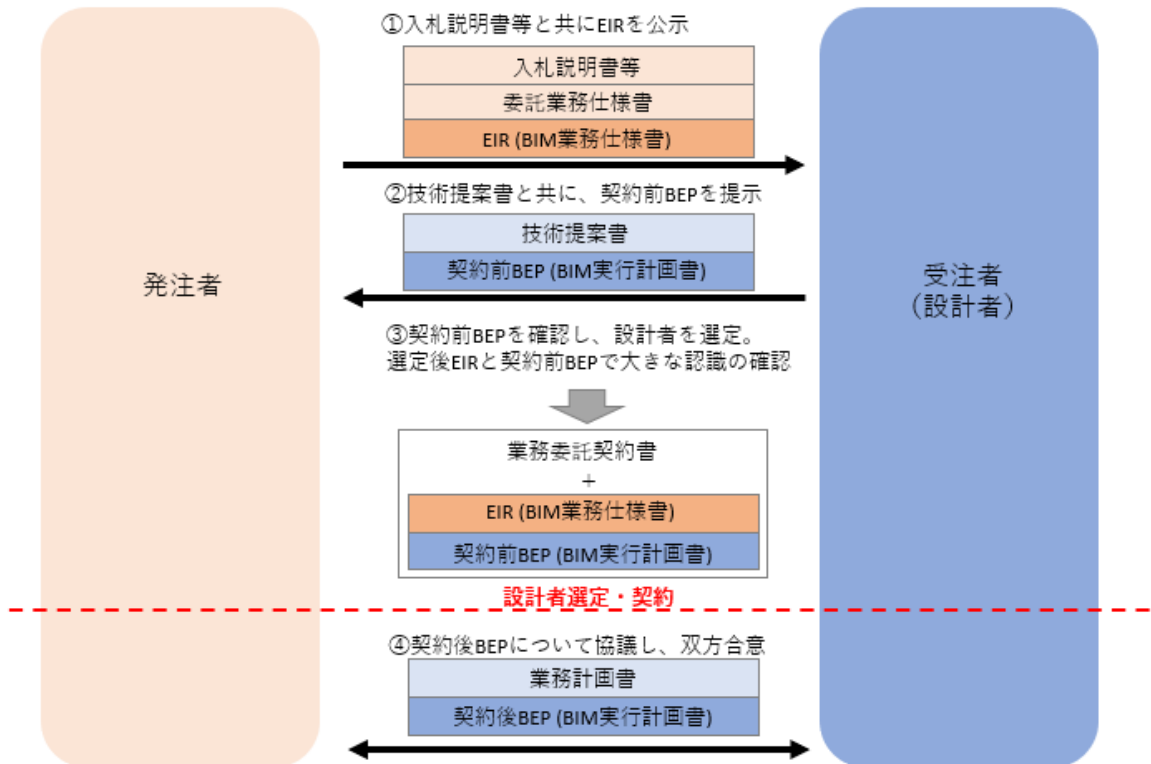 ①入札説明書等と共にEIRを公示
入札説明書等
委託業務仕様書
EIR (BIM業務仕様書)
②技術提案書と共に、契約前BEPを提示
技術提案書
契約前BEP (BIM実行計画書)
発注者
受注者
（設計者）
③契約前BEPを確認し、設計者を選定。
選定後EIRと契約前BEPで大きな認識の確認
業務委託契約書
+
EIR (BIM業務仕様書)
契約前BEP (BIM実行計画書)
設計者選定・契約
④契約後BEPについて協議し、双方合意
業務計画書
契約後BEP (BIM実行計画書)